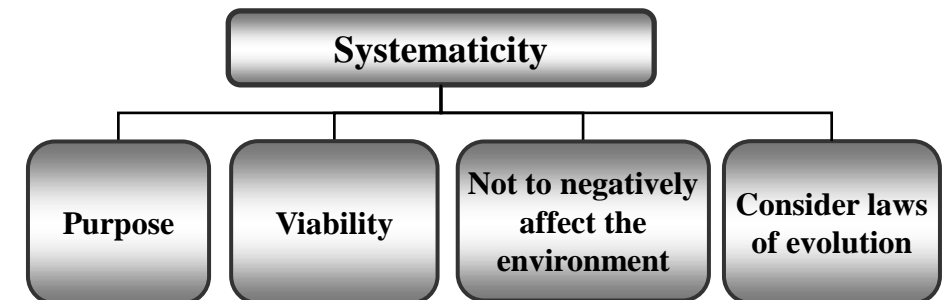 Systematicity
Purpose
Viability
Not to negatively
affect the
environment
Consider laws
of evolution